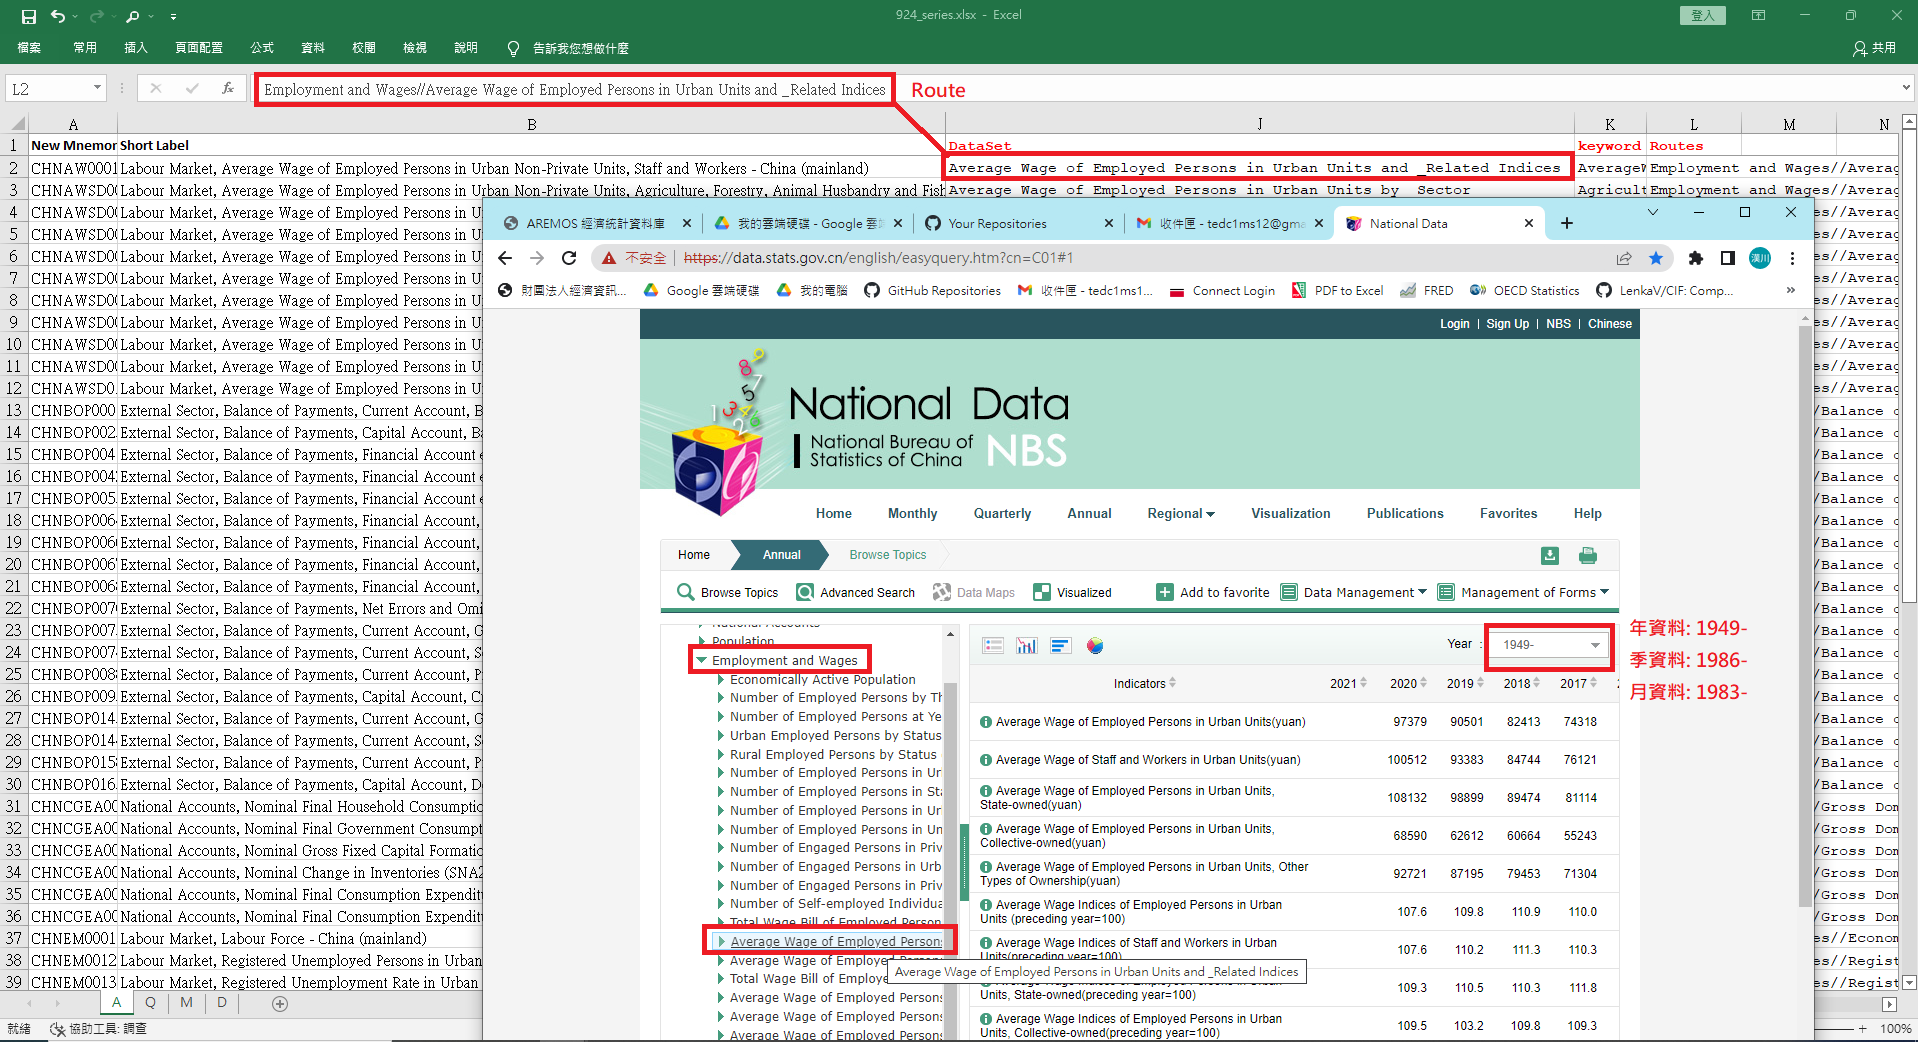 924_series.xlsx - Excel
登入
檔案 常用 插入 頁面配置 公式 資料 校閱 檢視 說明 告訴我您想做什麼 共用
L2
fx
Employment and Wages//Average Wage of Employed Persons in Urban Units and _Related Indices
Route
A B J K L M N
1 New Mnemor Short Label DataSet keyword Routes
2 CHNAW0001 Labour Market, Average Wage of Employed Persons in Urban Non-Private Units, Staff and Workers - China (mainland) Average Wage of Employed Persons in Urban Units and _Related Indices AverageW Employment and Wages//Averag
3 CHNAWSD0 Labour Market, Average Wage of Employed Persons in Urban Non-Private Units, Agriculture, Forestry, Animal Husbandry and Fish Average Wage of Employed Persons in Urban Units by Sector Agricult Employment and Wages//Averag
4 CHNAWSD0 Labour Market, Average Wage of Employed Persons in U es//Averag
5 CHNAWSD0 Labour Market, Average Wage of Employed Persons in U es//Averag
6 CHNAWSD0 Labour Market, Average Wage of Employed Persons in U es//Averag
7 CHNAWSD0 Labour Market, Average Wage of Employed Persons in U es//Averag
8 CHNAWSD0 Labour Market, Average Wage of Employed Persons in U es//Averag
9 CHNAWSD0 Labour Market, Average Wage of Employed Persons in U es//Averag
10 CHNAWSD0 Labour Market, Average Wage of Employed Persons in U es//Averag
11 CHNAWSD0 Labour Market, Average Wage of Employed Persons in U es//Averag
12 CHNAWSD0 Labour Market, Average Wage of Employed Persons in U es//Averag
13 CHNBOP000 External Sector, Balance of Payments, Current Account, B /Balance o
14 CHNBOP002 External Sector, Balance of Payments, Capital Account, Ba /Balance o
15 CHNBOP004 External Sector, Balance of Payments, Financial Account e /Balance o
16 CHNBOP004 External Sector, Balance of Payments, Financial Account e /Balance o
17 CHNBOP005 External Sector, Balance of Payments, Financial Account e /Balance o
18 CHNBOP006 External Sector, Balance of Payments, Financial Account, /Balance o
19 CHNBOP006 External Sector, Balance of Payments, Financial Account, /Balance o
20 CHNBOP006 External Sector, Balance of Payments, Financial Account, /Balance o
21 CHNBOP006 External Sector, Balance of Payments, Financial Account, /Balance o
22 CHNBOP007 External Sector, Balance of Payments, Net Errors and Omi /Balance o
23 CHNBOP007 External Sector, Balance of Payments, Current Account, G /Balance o
24 CHNBOP007 External Sector, Balance of Payments, Current Account, Se /Balance o
25 CHNBOP008 External Sector, Balance of Payments, Current Account, P /Balance o
26 CHNBOP009 External Sector, Balance of Payments, Capital Account, C /Balance o
27 CHNBOP014 External Sector, Balance of Payments, Current Account, G /Balance o
28 CHNBOP014 External Sector, Balance of Payments, Current Account, Se /Balance o
29 CHNBOP015 External Sector, Balance of Payments, Current Account, P /Balance o
30 CHNBOP016 External Sector, Balance of Payments, Capital Account, D /Balance o
31 CHNCGEA00 National Accounts, Nominal Final Household Consumptio /Gross Dom
32 CHNCGEA00 National Accounts, Nominal Final Government Consumpt /Gross Dom
33 CHNCGEA00 National Accounts, Nominal Gross Fixed Capital Formatio /Gross Dom
34 CHNCGEA00 National Accounts, Nominal Change in Inventories (SNA2 /Gross Dom
35 CHNCGEA00 National Accounts, Nominal Final Consumption Expendit /Gross Dom
36 CHNCGEA00 National Accounts, Nominal Final Consumption Expendit /Gross Dom
37 CHNEM0001 Labour Market, Labour Force - China (mainland) es//Econom
38 CHNEM0012 Labour Market, Registered Unemployed Persons in Urban es//Regist
39 CHNEM0013 Labour Market, Registered Unemployment Rate in Urban es//Regist
A Q M D
就緒 協助工具: 調查 100%
AREMOS 經濟統計資料庫 我的雲端硬碟 - Google 雲端 Your Repositories 收件匣 - tedc1ms12@gma National Data
不安全 https://data.stats.gov.cn/english/easyquery.htm?cn=C01#1 漢川
財團法人經濟資訊... Google 雲端硬碟 我的電腦 GitHub Repositories 收件匣 - tedc1ms1... Connect Login PDF to Excel FRED OECD Statistics LenkaV/CIF: Comp... »
Login | Sign Up | NBS | Chinese
National Data
National Bureau of Statistics of China NBS
Home Monthly Quarterly Annual Regional Visualization Publications Favorites Help
Home Annual Browse Topics
Browse Topics Advanced Search Data Maps Visualized Add to favorite Data Management Management of Forms
National Accounts
Population
Employment and Wages
Economically Active Population
Number of Employed Persons by Th
Number of Employed Persons at Ye
Urban Employed Persons by Status
Rural Employed Persons by Status
Number of Employed Persons in Ur
Number of Employed Persons in Sta
Number of Employed Persons in Ur
Number of Employed Persons in Un
Number of Engaged Persons in Priv
Number of Engaged Persons in Urb
Number of Engaged Persons in Priv
Number of Self-employed Individua
Total Wage Bill of Employed Person
Average Wage of Employed Persons
Average Wage of Employed
Total Wage Bill of Employe
Average Wage of Employed Persons
Average Wage of Employed Persons
Average Wage of Employed Persons
Average Wage of Employed Persons in Urban Units and _Related Indices
Year : 1949-
年資料: 1949-
季資料: 1986-
月資料: 1983-
Indicators 2021 2020 2019 2018 2017
Average Wage of Employed Persons in Urban Units(yuan) 97379 90501 82413 74318
Average Wage of Staff and Workers in Urban Units(yuan) 100512 93383 84744 76121
Average Wage of Employed Persons in Urban Units, State-owned(yuan) 108132 98899 89474 81114
Average Wage of Employed Persons in Urban Units, Collective-owned(yuan) 68590 62612 60664 55243
Average Wage of Employed Persons in Urban Units, Other Types of Ownership(yuan) 92721 87195 79453 71304
Average Wage Indices of Employed Persons in Urban Units (preceding year=100) 107.6 109.8 110.9 110.0
Average Wage Indices of Staff and Workers in Urban Units(preceding year=100) 107.6 110.2 111.3 110.3
Units, State-owned(preceding year=100) 109.3 110.5 110.3 111.8
Average Wage Indices of Employed Persons in Urban Units, Collective-owned(preceding year=100) 109.5 103.2 109.8 109.3